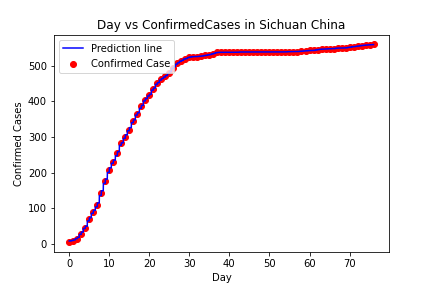 Day vs ConfirmedCases in Sichuan China
Prediction line
Confirmed Case
500
400
300
200
100
0
Confirmed Cases
0 10 20 30 40 50 60 70
Day